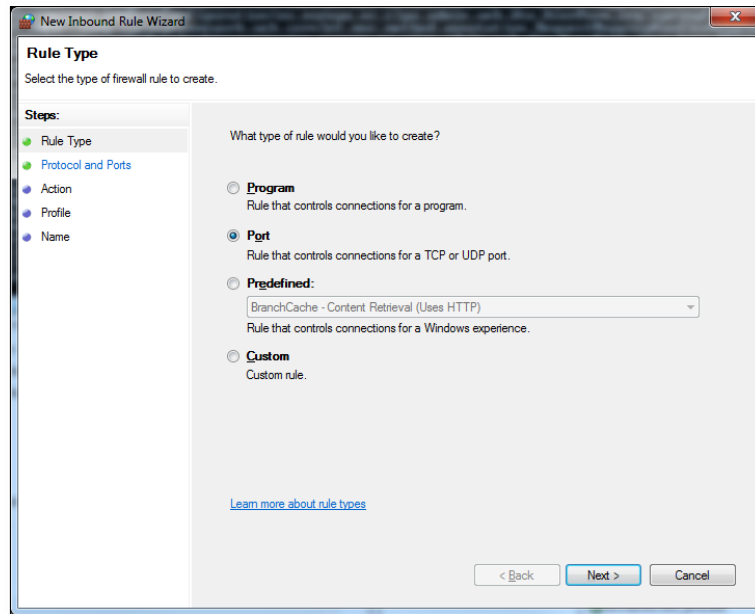 New Inbound Rule Wizard
Rule Type
Select the type of firewall rule to create.
Steps:
Rule Type
Protocol and Ports
Action
Profile
Name
What type of rule would you like to create?
Program
Rule that controls connections for a program.
Port
Rule that controls connections for a TCP or UDP port.
Predefined:
BranchCache - Content Retrieval (Uses HTTP)
Rule that controls connections for a Windows experience.
Custom
Custom rule.
Learn more about rule types
< Back Next > Cancel